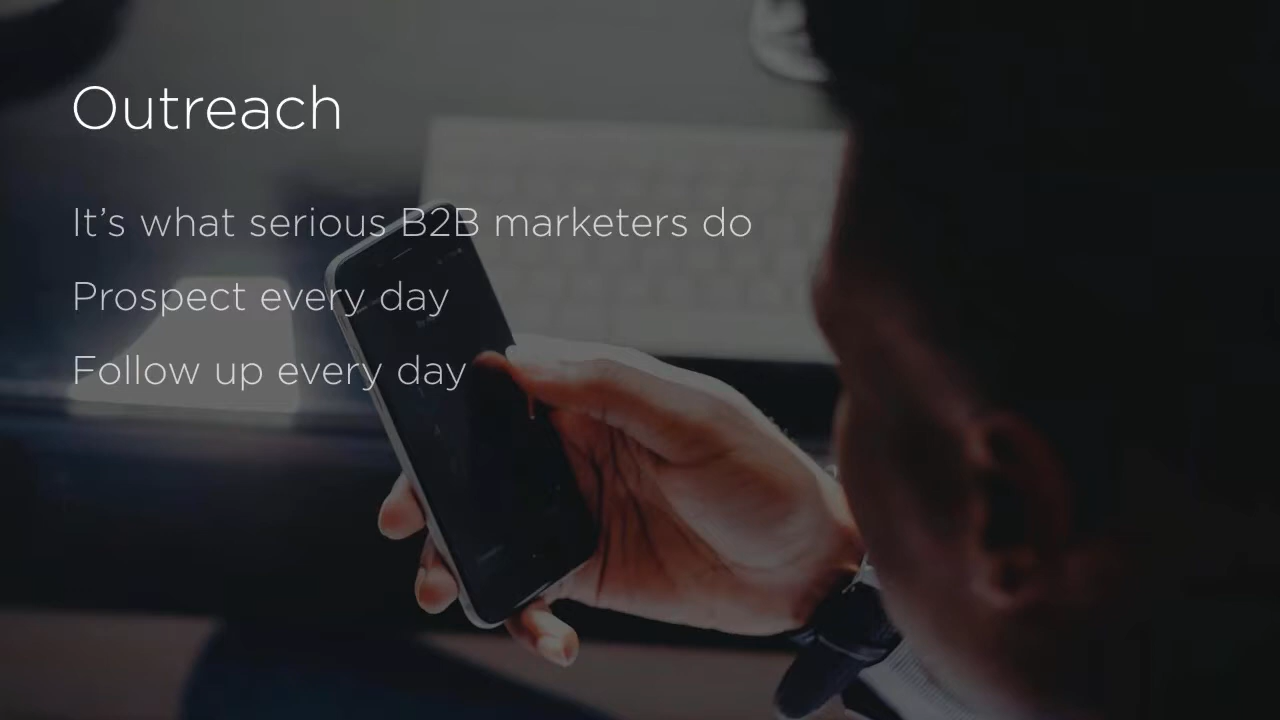 Outreach
It’s what serious B2B marketers do
Prospect every day
Follow up every day